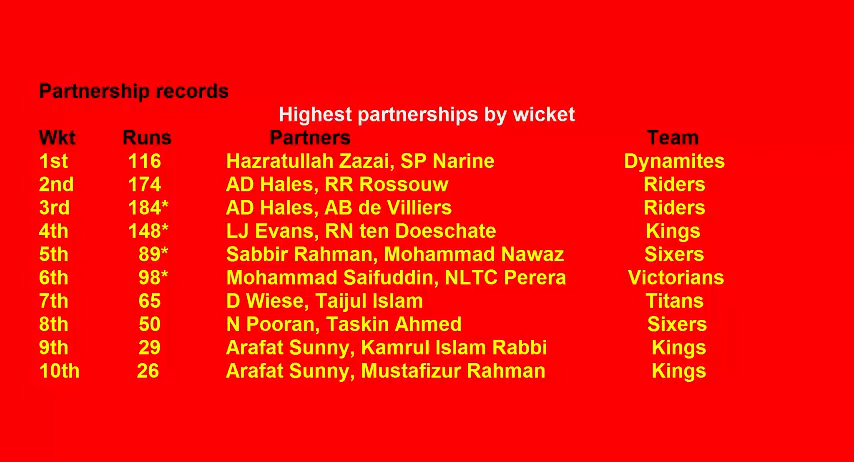 Partnership records
Highest partnerships by wicket
Wkt Runs Partners Team
1st 116 Hazratullah Zazai, SP Narine Dynamites
2nd 174 AD Hales, RR Rossouw Riders
3rd 184* AD Hales, AB de Villiers Riders
4th 148* LJ Evans, RN ten Doeschate Kings
5th 89* Sabbir Rahman, Mohammad Nawaz Sixers
6th 98* Mohammad Saifuddin, NLTC Perera Victorians
7th 65 D Wiese, Taijul Islam Titans
8th 50 N Pooran, Taskin Ahmed Sixers
9th 29 Arafat Sunny, Kamrul Islam Rabbi Kings
10th 26 Arafat Sunny, Mustafizur Rahman Kings